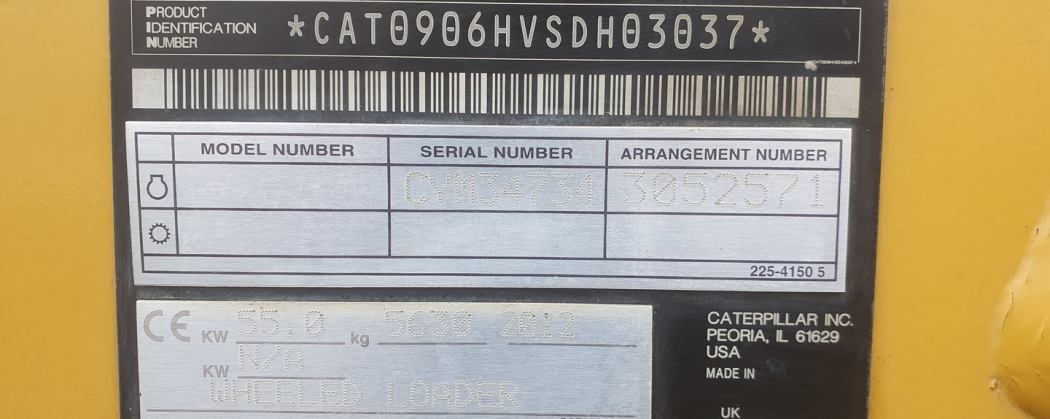 PRODUCT
IDENTIFICATION
NUMBER
*CAT0906HVSDH03037*
MODEL NUMBER SERIAL NUMBER ARRANGEMENT NUMBER
CYM34734 3052571
225-4150 5
CE KW 55.0 kg 5630 2012
KW N/A
WHEELED LOADER
CATERPILLAR INC.
PEORIA, IL 61629
USA
MADE IN
UK